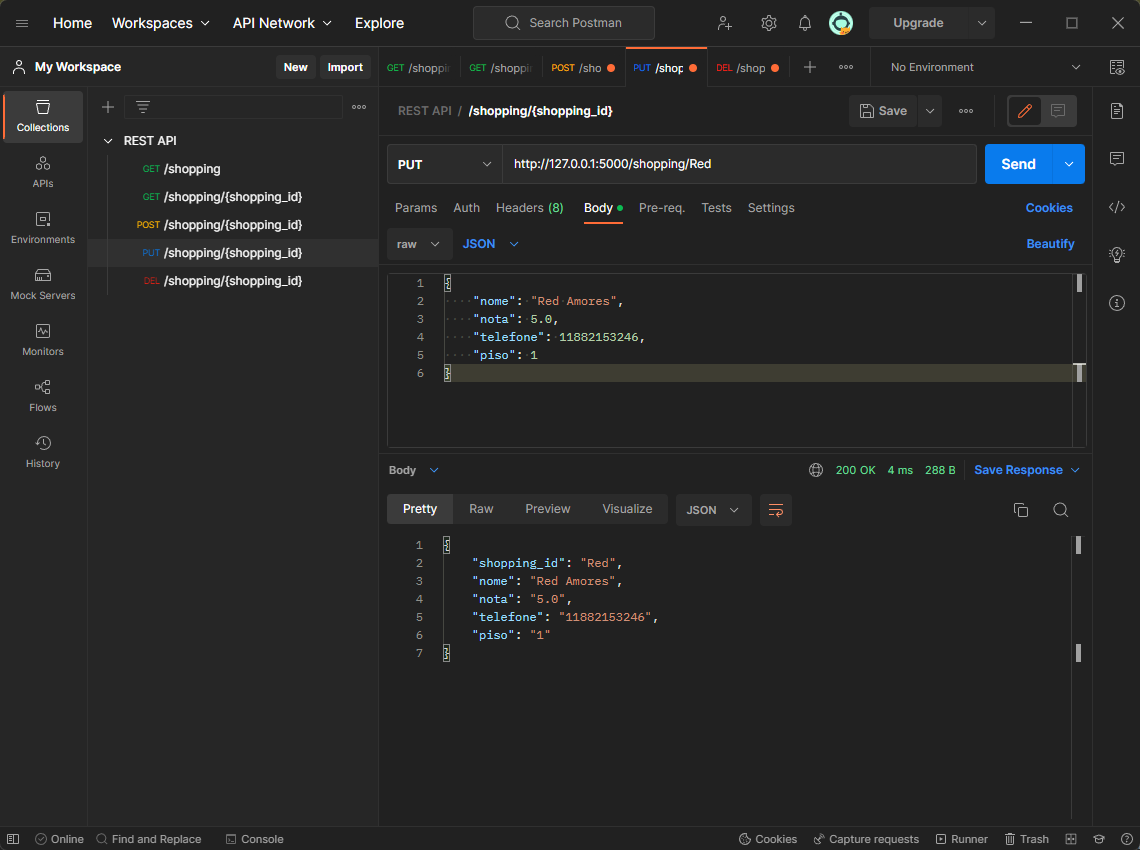 Home Workspaces API Network Explore Search Postman Upgrade
My Workspace New Import GET /shoppin GET /shoppin POST /sho PUT /shop DEL /shop No Environment
Collections
APIs
Environments
Mock Servers
Monitors
Flows
History
REST API
GET /shopping
GET /shopping/{shopping_id}
POST /shopping/{shopping_id}
PUT /shopping/{shopping_id}
DEL /shopping/{shopping_id}
REST API / /shopping/{shopping_id} Save
PUT http://127.0.0.1:5000/shopping/Red Send
Params Auth Headers (8) Body Pre-req. Tests Settings Cookies
raw JSON Beautify
1 {
2 "nome": "Red Amores",
3 "nota": 5.0,
4 "telefone": 11882153246,
5 "piso": 1
6 }
Body 200 OK 4 ms 288 B Save Response
Pretty Raw Preview Visualize JSON
1 {
2 "shopping_id": "Red",
3 "nome": "Red Amores",
4 "nota": "5.0",
5 "telefone": "11882153246",
6 "piso": "1"
7 }
Online Find and Replace Console Cookies Capture requests Runner Trash